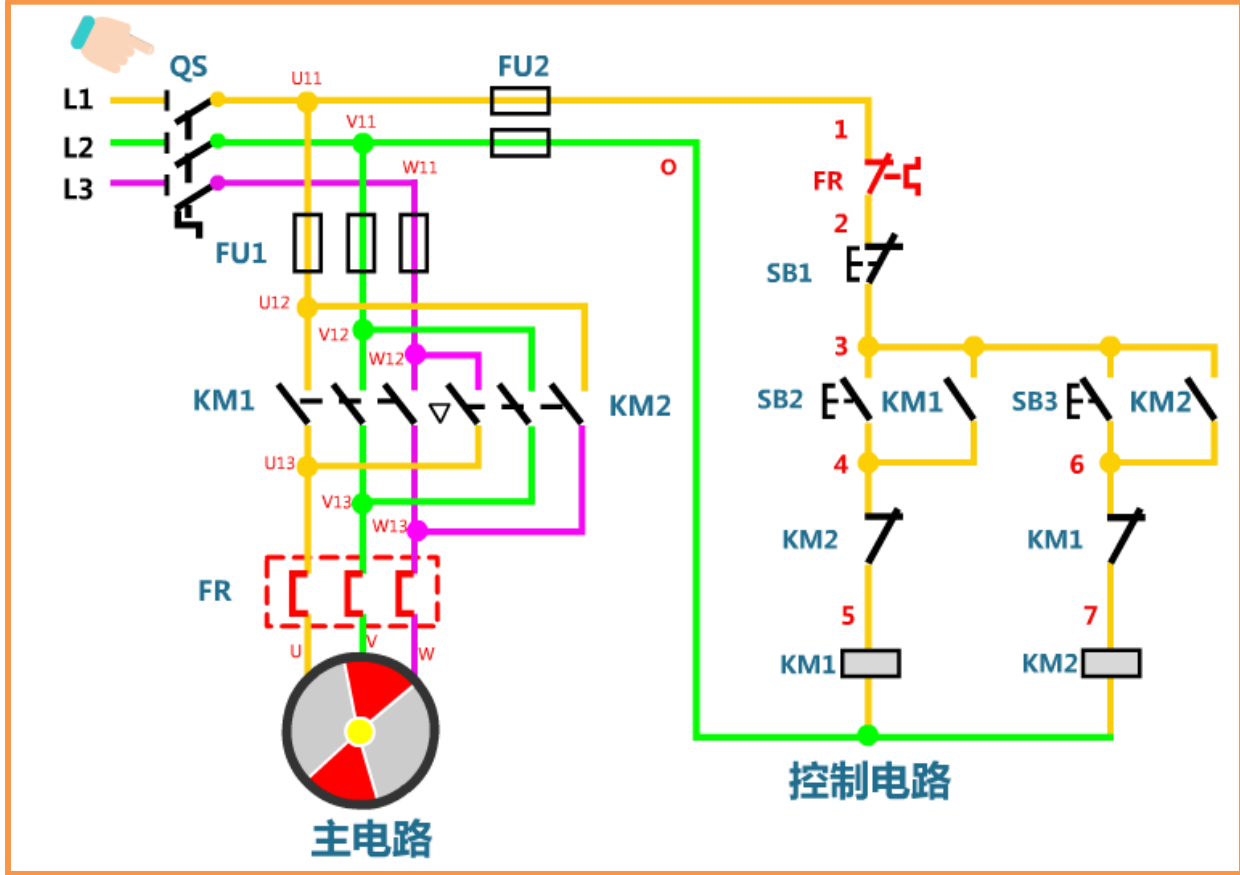 QS
FU2
L1
U11
L2
V11
1
L3
W11
O
FR
2
FU1
SB1
U12
V12
W12
3
KM1
KM2
SB2
KM1
SB3
KM2
U13
4
6
V13
W13
KM2
KM1
FR
5
7
U
V
W
KM1
KM2
控制电路
主电路